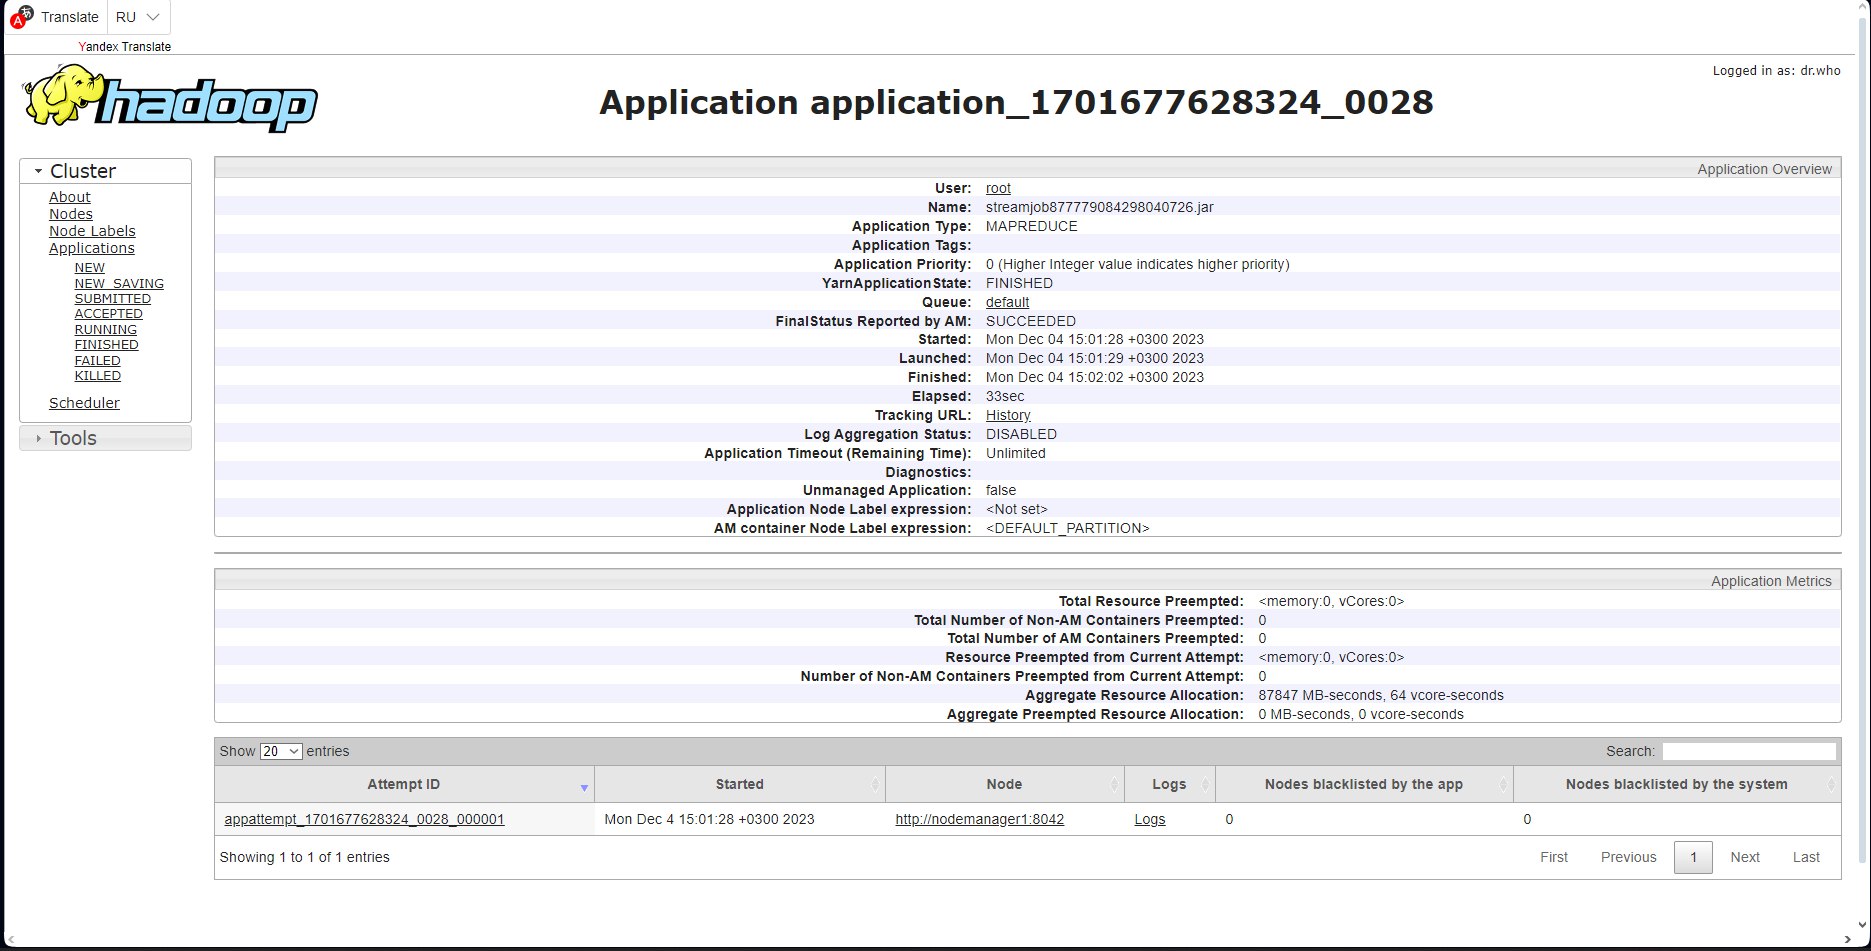 Translate RU
Yandex Translate
Logged in as: dr.who
hadoop
Application application_1701677628324_0028
Cluster
About
Nodes
Node Labels
Applications
NEW
NEW_SAVING
SUBMITTED
ACCEPTED
RUNNING
FINISHED
FAILED
KILLED
Scheduler
Tools
Application Overview
User: root
Name: streamjob877779084298040726.jar
Application Type: MAPREDUCE
Application Tags:
Application Priority: 0 (Higher Integer value indicates higher priority)
YarnApplicationState: FINISHED
Queue: default
FinalStatus Reported by AM: SUCCEEDED
Started: Mon Dec 04 15:01:28 +0300 2023
Launched: Mon Dec 04 15:01:29 +0300 2023
Finished: Mon Dec 04 15:02:02 +0300 2023
Elapsed: 33sec
Tracking URL: History
Log Aggregation Status: DISABLED
Application Timeout (Remaining Time): Unlimited
Diagnostics:
Unmanaged Application: false
Application Node Label expression: <Not set>
AM container Node Label expression: <DEFAULT_PARTITION>
Application Metrics
Total Resource Preempted: <memory:0, vCores:0>
Total Number of Non-AM Containers Preempted: 0
Total Number of AM Containers Preempted: 0
Resource Preempted from Current Attempt: <memory:0, vCores:0>
Number of Non-AM Containers Preempted from Current Attempt: 0
Aggregate Resource Allocation: 87847 MB-seconds, 64 vcore-seconds
Aggregate Preempted Resource Allocation: 0 MB-seconds, 0 vcore-seconds
Show 20 entries Search:
Attempt ID Started Node Logs Nodes blacklisted by the app Nodes blacklisted by the system
appattempt_1701677628324_0028_000001 Mon Dec 4 15:01:28 +0300 2023 http://nodemanager1:8042 Logs 0 0
Showing 1 to 1 of 1 entries First Previous 1 Next Last